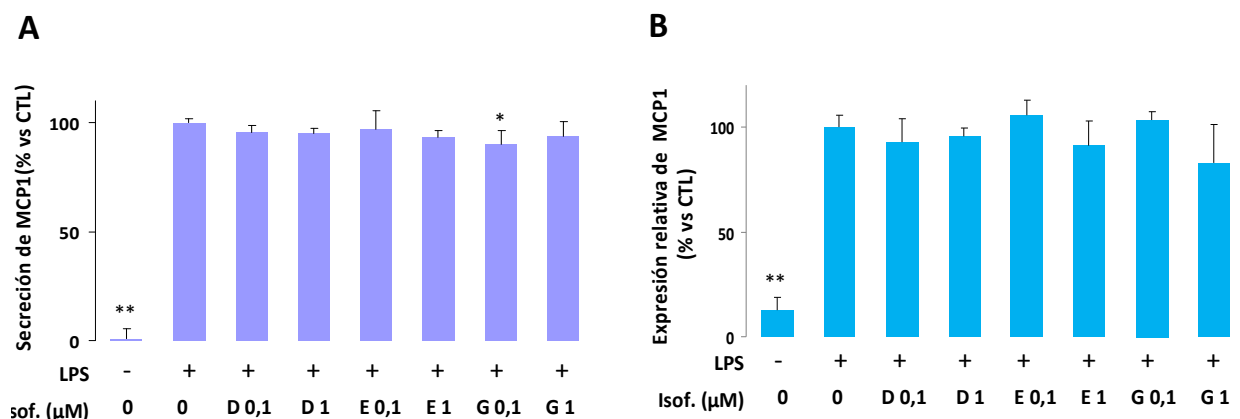 A
Secreción de MCP1(% vs CTL)
100
50
0
**
*
LPS - + + + + + + +
sof. (μM) 0 0 D 0,1 D 1 E 0,1 E 1 G 0,1 G 1
B
Expresión relativa de MCP1
(% vs CTL)
100
50
0
**
LPS - + + + + + + +
Isof. (μM) 0 0 D 0,1 D 1 E 0,1 E 1 G 0,1 G 1